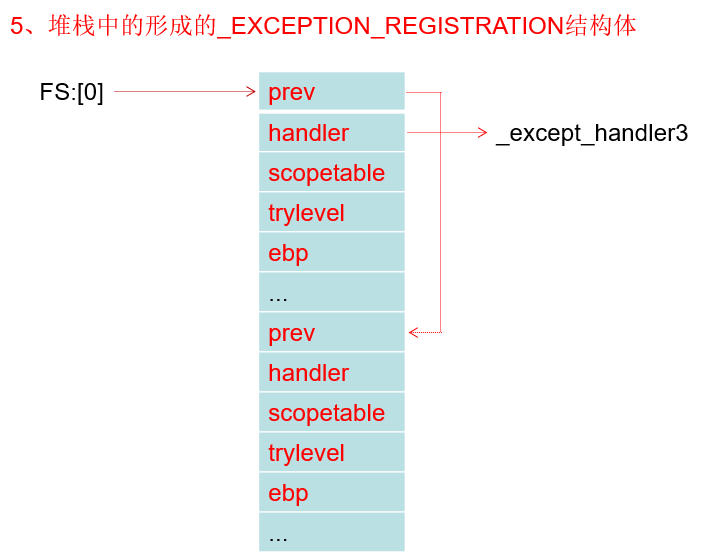 5、堆栈中的形成的_EXCEPTION_REGISTRATION结构体
FS:[0]
prev
handler
_except_handler3
scopetable
trylevel
ebp
...
prev
handler
scopetable
trylevel
ebp
...